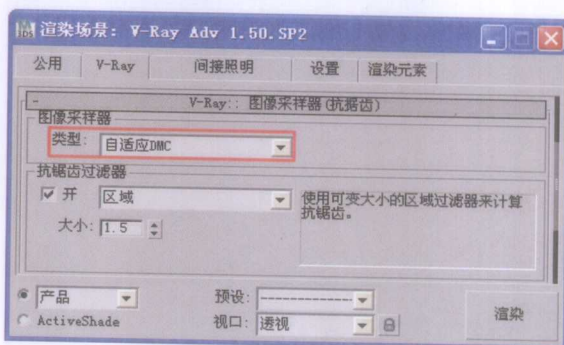 渲染场景: V-Ray Adv 1.50.SP2
公用 V-Ray 间接照明 设置 渲染元素
- V-Ray:: 图像采样器(抗锯齿)
图像采样器
类型: 自适应DMC
抗锯齿过滤器
开 区域 使用可变大小的区域过滤器来计算
抗锯齿。
大小: 1.5
产品 预设: -------------
渲染
ActiveShade 视口: 透视